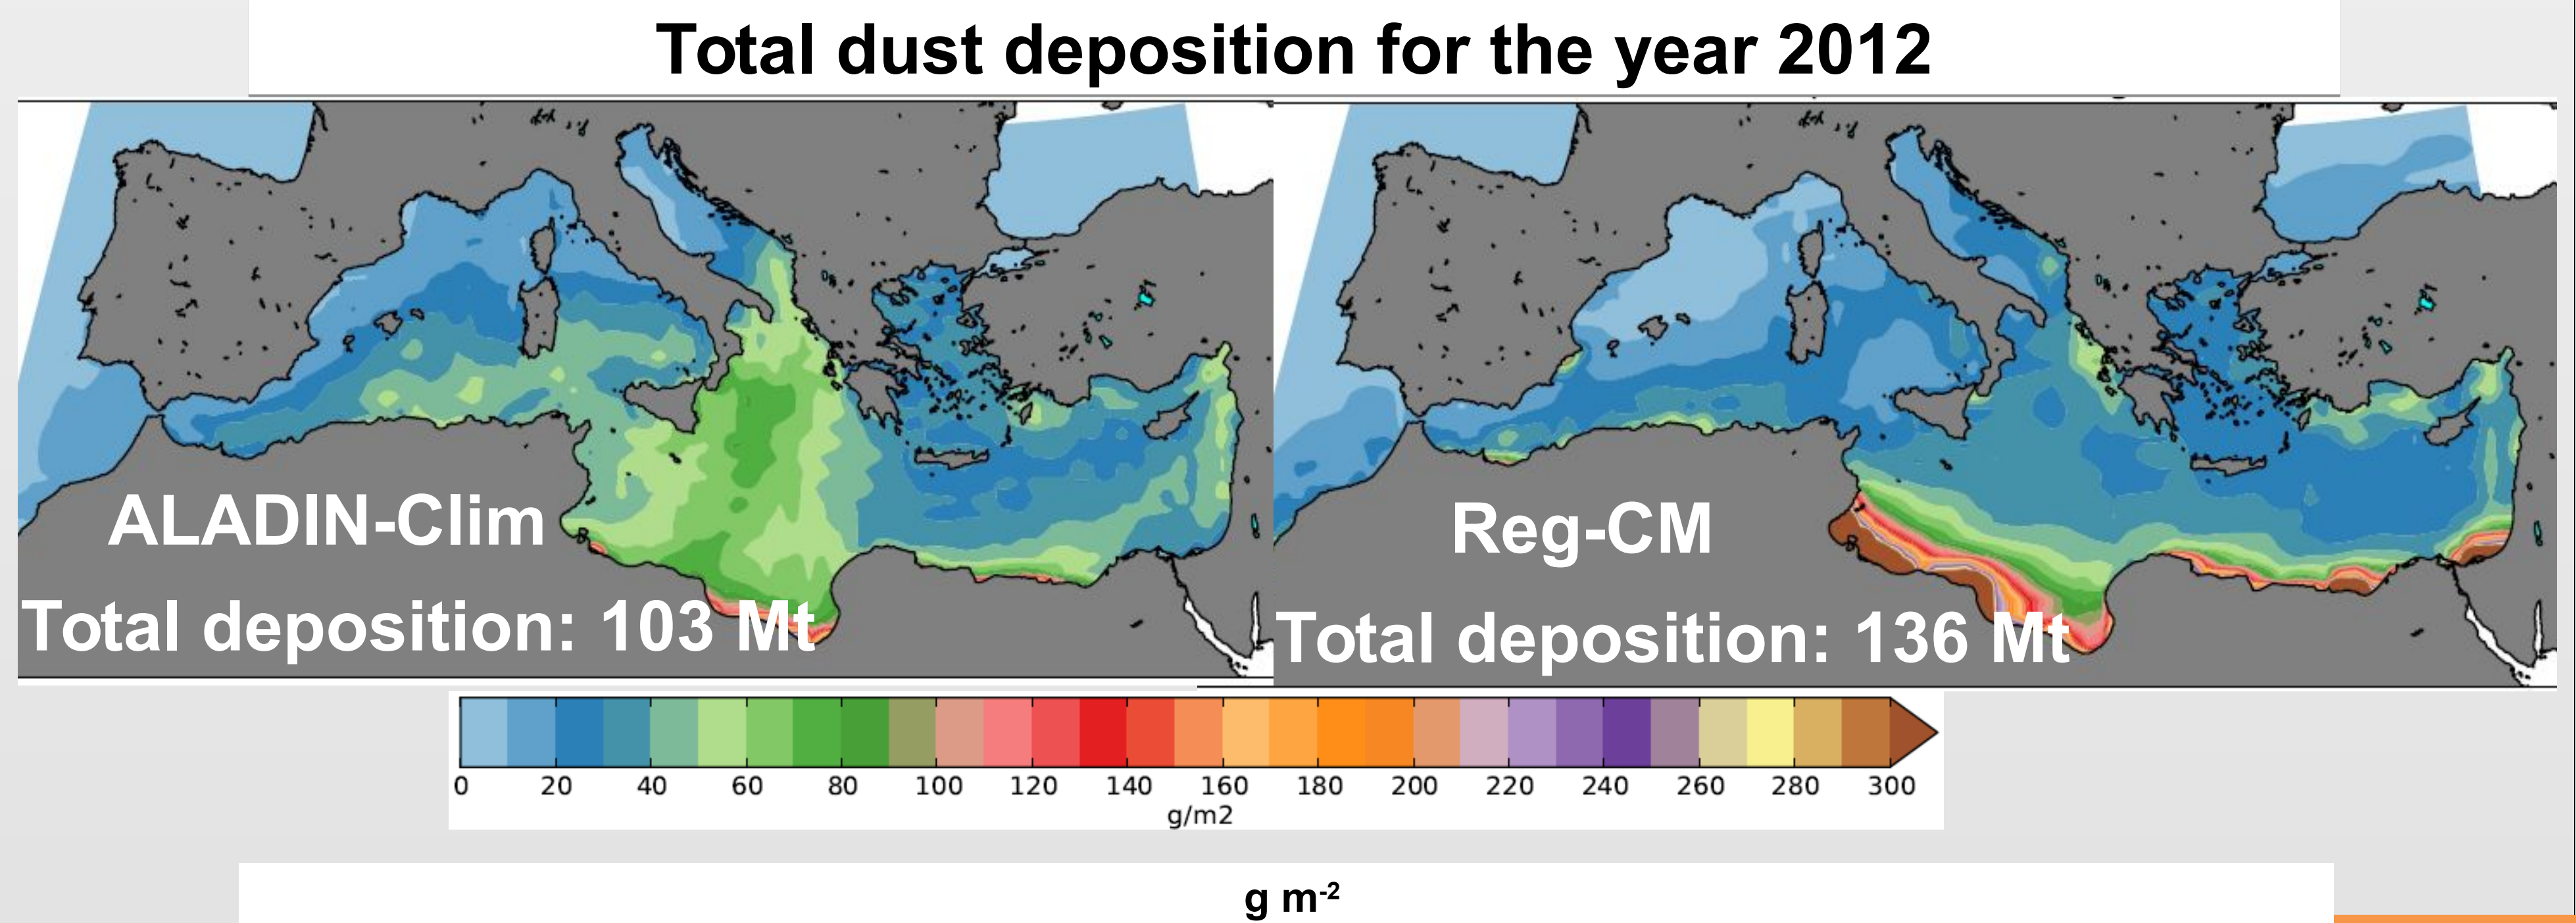 Total dust deposition for the year 2012
ALADIN-Clim
Total deposition: 103 Mt
Reg-CM
Total deposition: 136 Mt
0 20 40 60 80 100 120 140 160 180 200 220 240 260 280 300
g/m2
g m-2